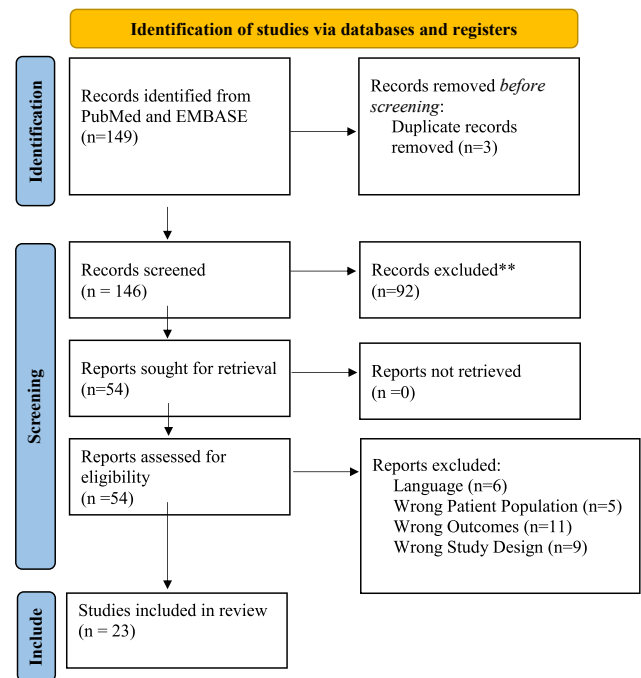 Identification of studies via databases and registers
Identification
Records identified from
PubMed and EMBASE
(n=149)
Records removed before
screening:
Duplicate records
removed (n=3)
Screening
Records screened
(n = 146)
Records excluded**
(n=92)
Reports sought for retrieval
(n=54)
Reports not retrieved
(n =0)
Reports assessed for
eligibility
(n =54)
Reports excluded:
Language (n=6)
Wrong Patient Population (n=5)
Wrong Outcomes (n=11)
Wrong Study Design (n=9)
Include
Studies included in review
(n = 23)